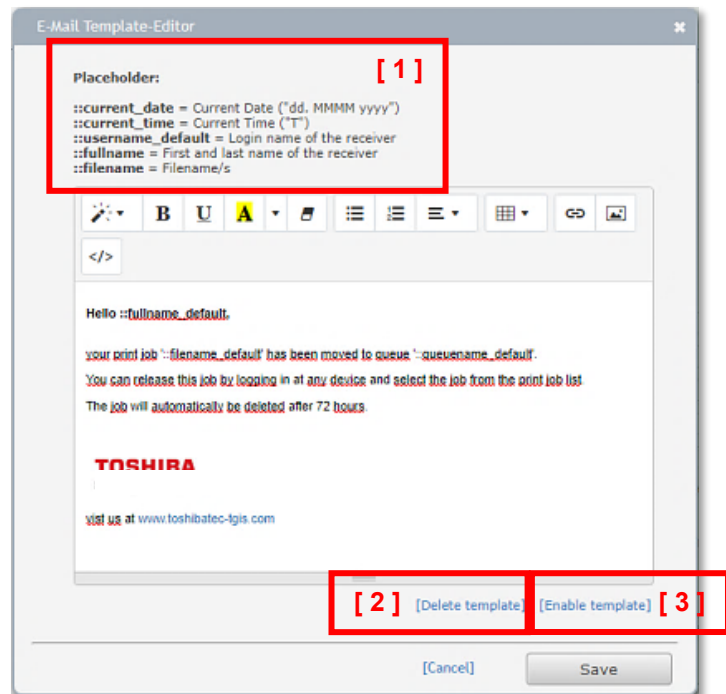 E-Mail Template-Editor
[ 1 ]
Placeholder:
::current_date = Current Date ("dd. MMMM yyyy")
::current_time = Current Time ("T")
::username_default = Login name of the receiver
::fullname = First and last name of the receiver
::filename = Filename/s
B U A
</>
Hello ::fullname_default,
your print job '::filename_default' has been moved to queue '::queuename_default'.
You can release this job by logging in at any device and select the job from the print job list.
The job will automatically be deleted after 72 hours.
TOSHIBA
vist us at www.toshibatec-tgis.com
[ 2 ] [Delete template] [Enable template] [ 3 ]
[Cancel] Save